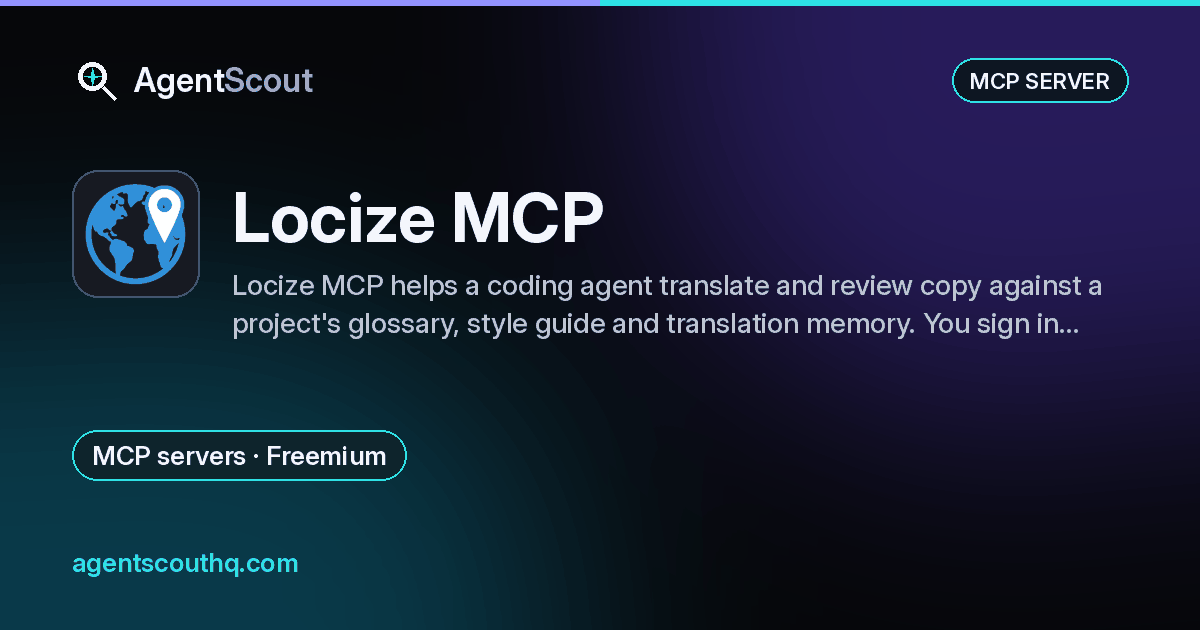 AgentScout
MCP SERVER
Locize MCP
Locize MCP helps a coding agent translate and review copy against a
project's glossary, style guide and translation memory. You sign in...
MCP servers · Freemium
agentscouthq.com